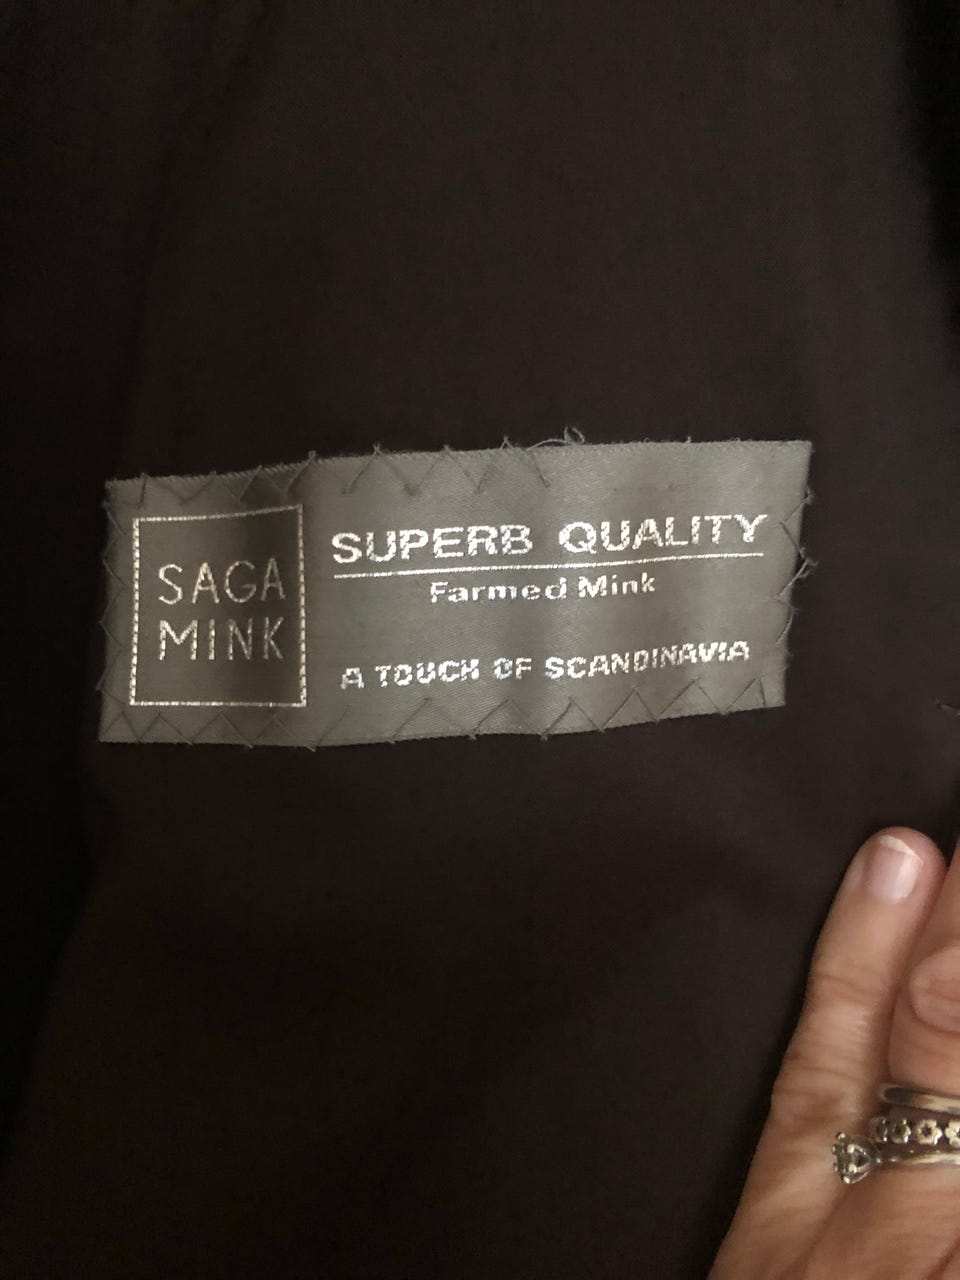 SAGA
MINK
SUPERB QUALITY
Farmed Mink
A TOUCH OF SCANDINAVIA